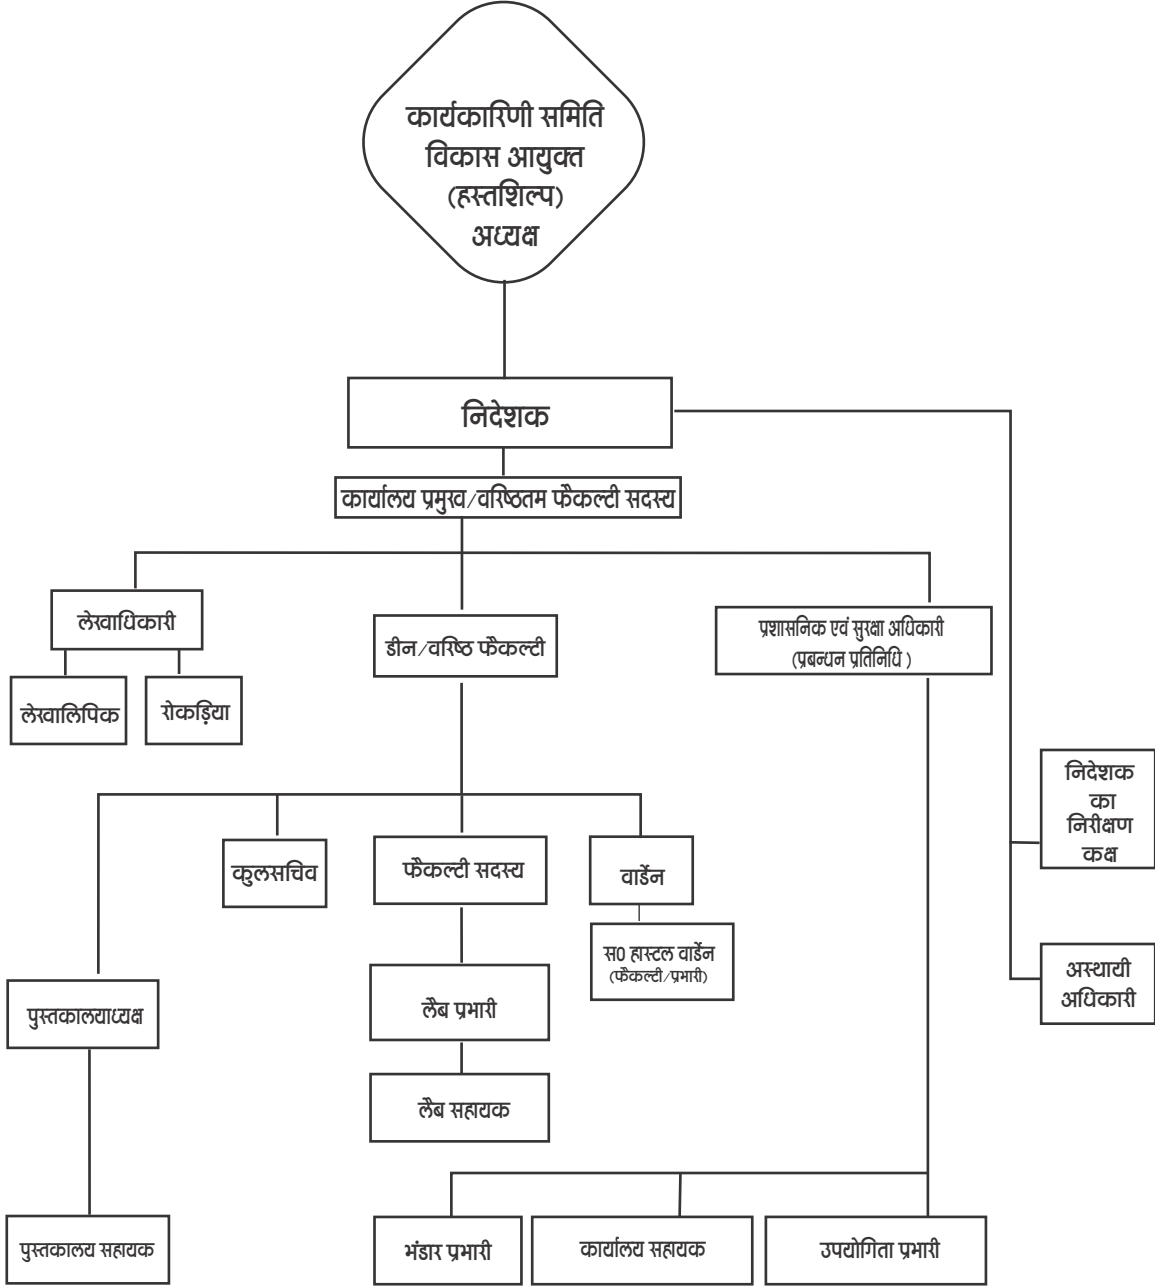 कार्यकारिणी समिति
विकास आयुक्त
(हस्तशिल्प)
अध्यक्ष
निदेशक
कार्यालय प्रमुख/वरिष्ठतम फैकल्टी सदस्य
लेखाधिकारी
डीन/वरिष्ठ फैकल्टी
प्रशासनिक एवं सुरक्षा अधिकारी
(प्रबन्धन प्रतिनिधि )
लेखालिपिक
रोकड़िया
निदेशक
का
निरीक्षण
कक्ष
कुलसचिव
फैकल्टी सदस्य
वार्डेन
स0 हास्टल वार्डेन
(फैकल्टी/प्रभारी)
अस्थायी
अधिकारी
पुस्तकालयाध्यक्ष
लैब प्रभारी
लैब सहायक
पुस्तकालय सहायक
भंडार प्रभारी
कार्यालय सहायक
उपयोगिता प्रभारी